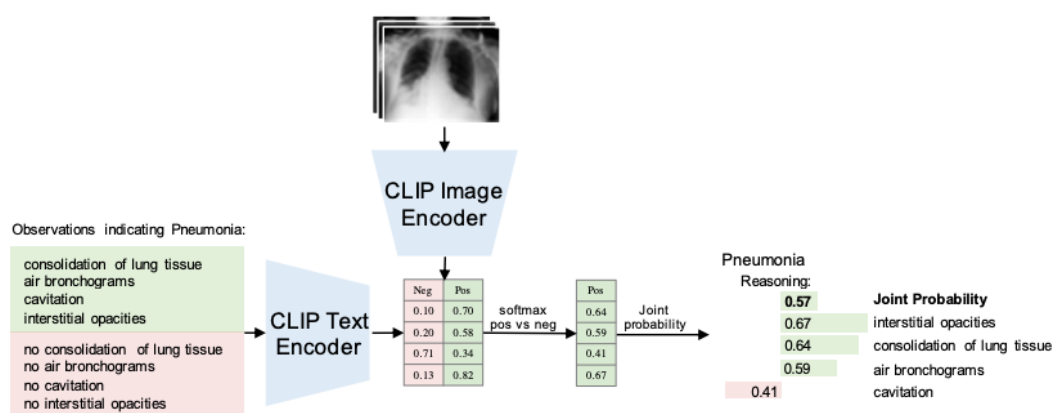 CLIP Image
Encoder
Observations indicating Pneumonia:
consolidation of lung tissue
air bronchograms
cavitation
interstitial opacities
no consolidation of lung tissue
no air bronchograms
no cavitation
no interstitial opacities
CLIP Text
Encoder
Neg Pos
0.10 0.70
0.20 0.58
0.71 0.34
0.13 0.82
softmax
pos vs neg
Pos
0.64
0.59
0.41
0.67
Joint
probability
Pneumonia
Reasoning:
0.57 Joint Probability
0.67 interstitial opacities
0.64 consolidation of lung tissue
0.59 air bronchograms
0.41 cavitation